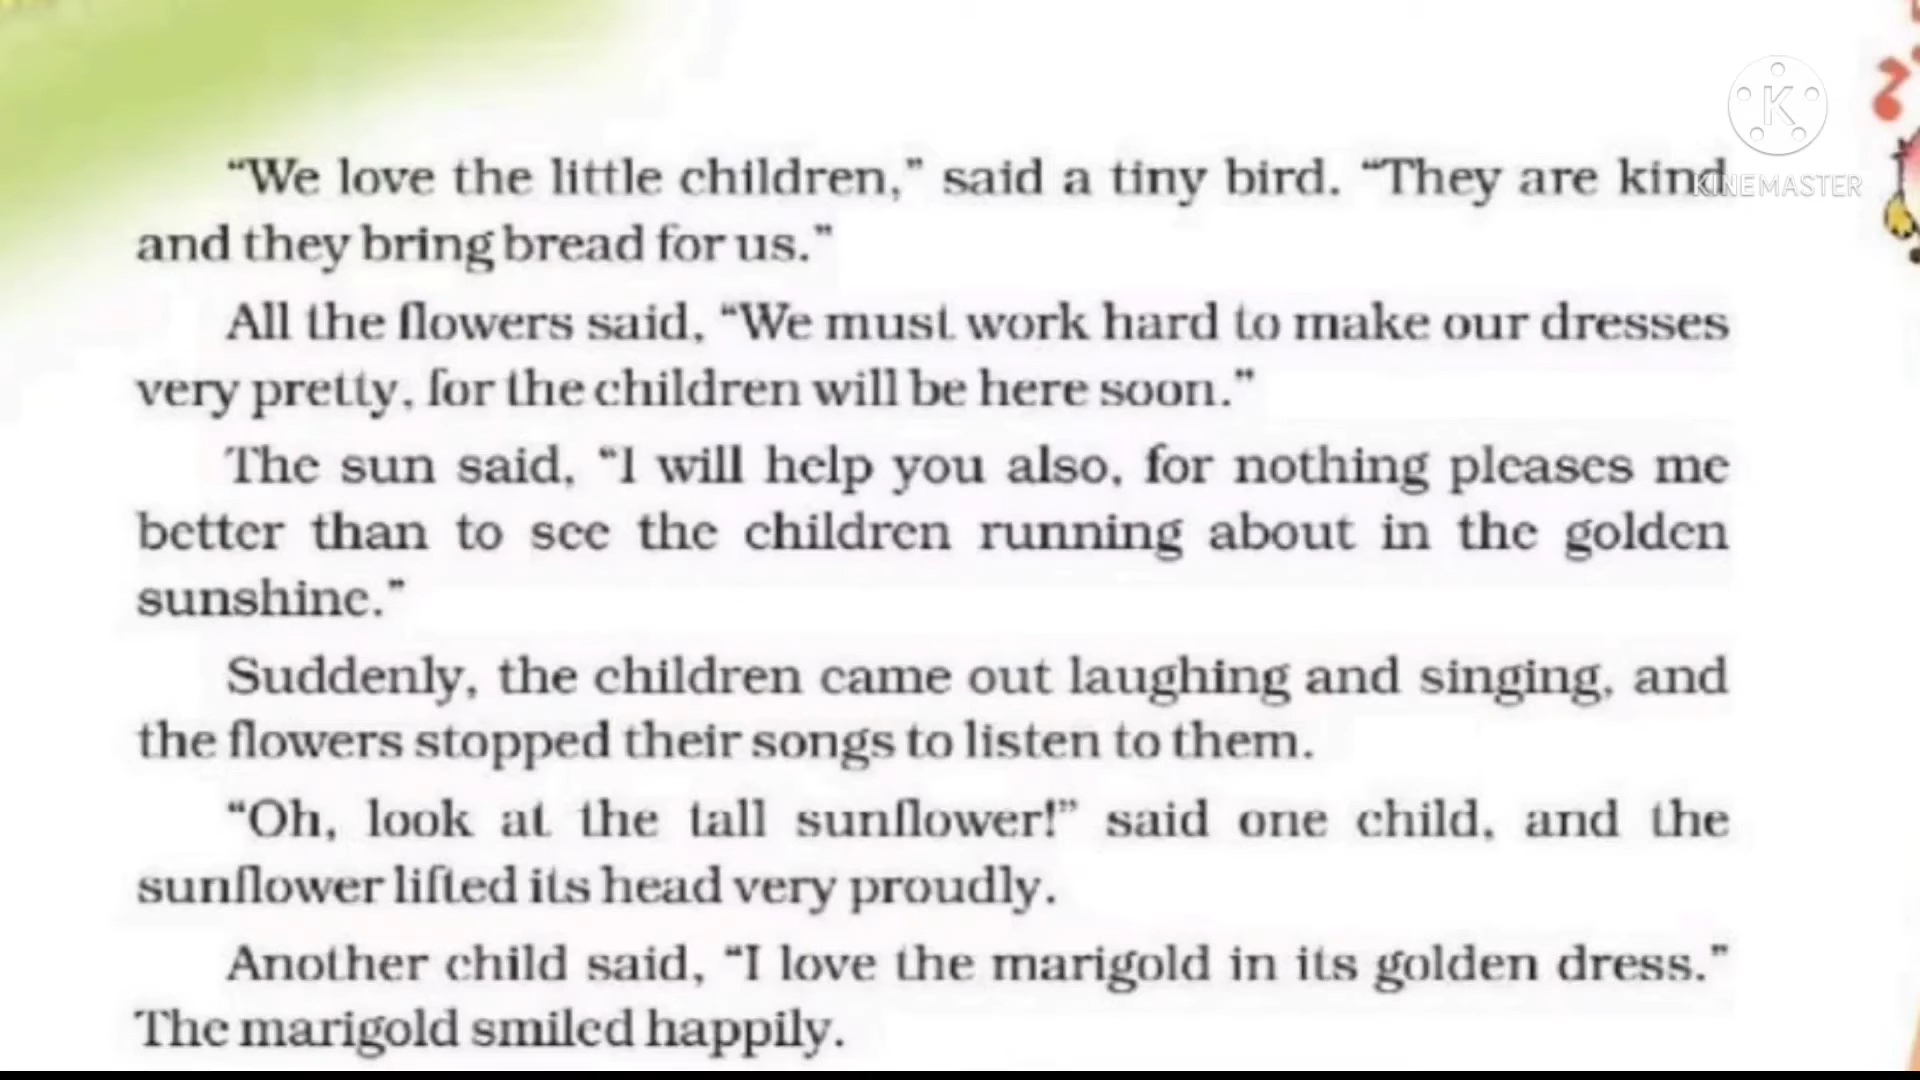 “We love the little children,” said a tiny bird. “They are kind
and they bring bread for us.”
All the flowers said, “We must work hard to make our dresses
very pretty, for the children will be here soon.”
The sun said, “I will help you also, for nothing pleases me
better than to see the children running about in the golden
sunshine.”
Suddenly, the children came out laughing and singing, and
the flowers stopped their songs to listen to them.
“Oh, look at the tall sunflower!” said one child, and the
sunflower lifted its head very proudly.
Another child said, “I love the marigold in its golden dress.”
The marigold smiled happily.
K
KINEMASTER